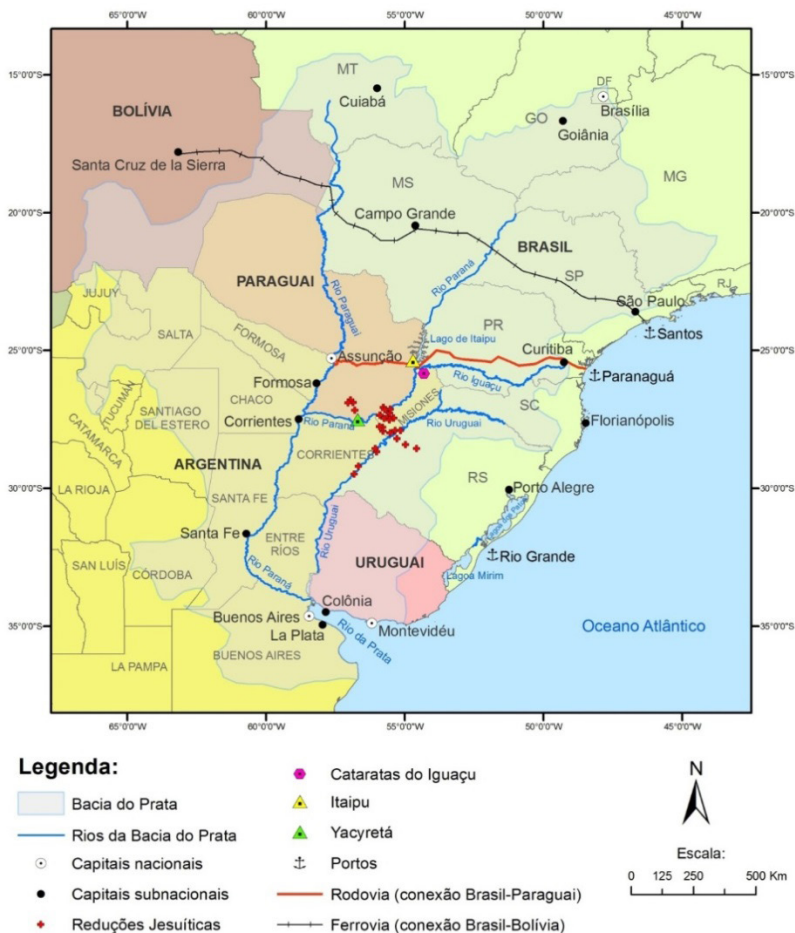 65°0'0"S 60°0'0"S 55°0'0"S 50°0'0"S 45°0'0"S
15°0'0"S 15°0'0"S
MT
Cuiabá
DF
Brasília
GO
Goiânia
BOLÍVIA
Santa Cruz de la Sierra
MS
MG
20°0'0"S 20°0'0"S
Campo Grande
BRASIL
PARAGUAI
Rio Paraná
SP
RJ
São Paulo
Santos
JUJUY
Rio Paraguai
SALTA
FORMOSA
PR
Lago de Itaipu
25°0'0"S 25°0'0"S
Assunção
Curitiba
Paranaguá
Rio Iguaçu
Formosa
CHACO
TUCUMÁN
SANTIAGO
DEL ESTERO
Corrientes
Rio Paraná
MISIONES
SC
Rio Uruguai
Florianópolis
CATAMARCA
ARGENTINA
CORRIENTES
LA RIOJA
SANTA FE
30°0'0"S 30°0'0"S
RS
Porto Alegre
Lagoa dos Patos
Santa Fe
ENTRE
RÍOS
Rio Uruguai
Rio Grande
SAN LUÍS
CÓRDOBA
URUGUAI
Lagoa Mirim
Rio Paraná
Colônia
Buenos Aires
La Plata
Rio da Prata
Montevidéu
Oceano Atlântico
35°0'0"S 35°0'0"S
BUENOS AIRES
LA PAMPA
65°0'0"S 60°0'0"S 55°0'0"S 50°0'0"S 45°0'0"S
Legenda:
Bacia do Prata
Rios da Bacia do Prata
Capitais nacionais
Capitais subnacionais
Reduções Jesuíticas
Cataratas do Iguaçu
Itaipu
Yacyretá
Portos
Rodovia (conexão Brasil-Paraguai)
Ferrovia (conexão Brasil-Bolívia)
N
Escala:
0 125 250 500 Km